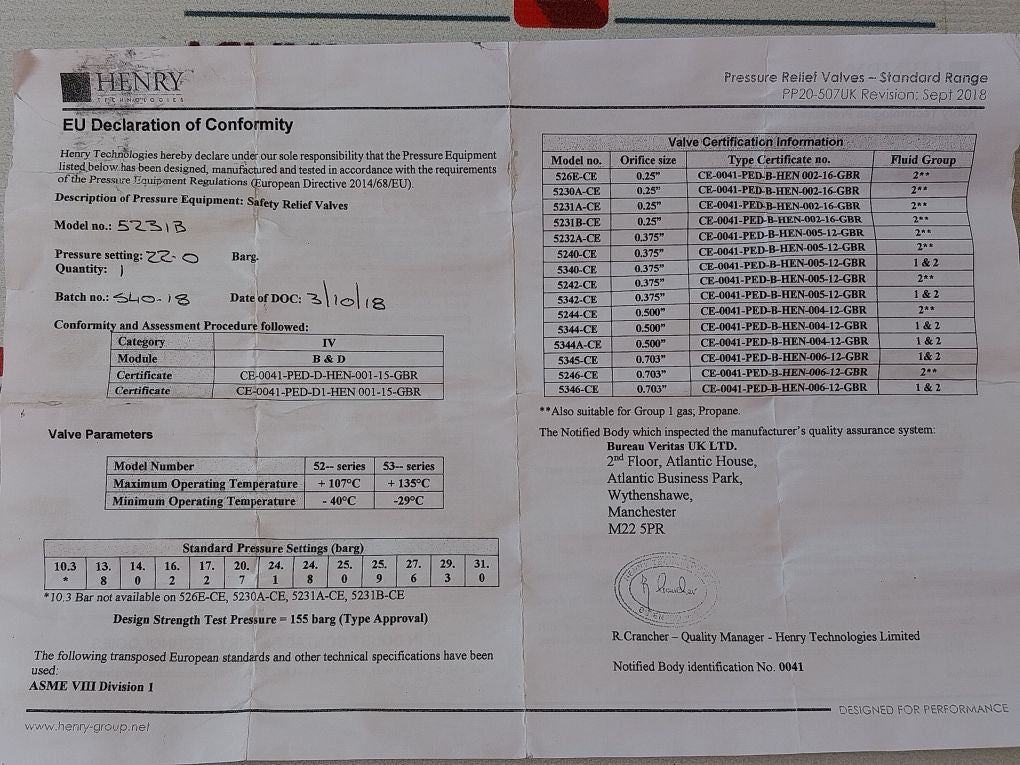 HENRY
TECHNOLOGIES
EU Declaration of Conformity
Henry Technologies hereby declare under our sole responsibility that the Pressure Equipment
listed below has been designed, manufactured and tested in accordance with the requirements
of the Pressure Equipment Regulations (European Directive 2014/68/EU).
Description of Pressure Equipment: Safety Relief Valves
Model no.: 5231B
Pressure setting: 22.0 Barg.
Quantity: 1
Batch no.: S40-18 Date of DOC: 3/10/18
Conformity and Assessment Procedure followed:
Category IV
Module B & D
Certificate CE-0041-PED-D-HEN-001-15-GBR
Certificate CE-0041-PED-D1-HEN 001-15-GBR
Valve Parameters
Model Number 52-- series 53-- series
Maximum Operating Temperature + 107°C + 135°C
Minimum Operating Temperature - 40°C -29°C
Standard Pressure Settings (barg)
10.3 13. 14. 16. 17. 20. 24. 24. 25. 25. 27. 29. 31.
* 8 0 2 2 7 1 8 0 9 6 3 0
*10.3 Bar not available on 526E-CE, 5230A-CE, 5231A-CE, 5231B-CE
Design Strength Test Pressure = 155 barg (Type Approval)
The following transposed European standards and other technical specifications have been
used:
ASME VIII Division 1
www.henry-group.net
Pressure Relief Valves – Standard Range
PP20-507UK Revision: Sept 2018
Valve Certification Information
Model no. Orifice size Type Certificate no. Fluid Group
526E-CE 0.25" CE-0041-PED-B-HEN 002-16-GBR 2**
5230A-CE 0.25" CE-0041-PED-B-HEN-002-16-GBR 2**
5231A-CE 0.25" CE-0041-PED-B-HEN-002-16-GBR 2**
5231B-CE 0.25" CE-0041-PED-B-HEN-002-16-GBR 2**
5232A-CE 0.375" CE-0041-PED-B-HEN-005-12-GBR 2**
5240-CE 0.375" CE-0041-PED-B-HEN-005-12-GBR 2**
5340-CE 0.375" CE-0041-PED-B-HEN-005-12-GBR 1 & 2
5242-CE 0.375" CE-0041-PED-B-HEN-005-12-GBR 2**
5342-CE 0.375" CE-0041-PED-B-HEN-005-12-GBR 1 & 2
5244-CE 0.500" CE-0041-PED-B-HEN-004-12-GBR 2**
5344-CE 0.500" CE-0041-PED-B-HEN-004-12-GBR 1 & 2
5344A-CE 0.500" CE-0041-PED-B-HEN-004-12-GBR 1 & 2
5345-CE 0.703" CE-0041-PED-B-HEN-006-12-GBR 1& 2
5246-CE 0.703" CE-0041-PED-B-HEN-006-12-GBR 2**
5346-CE 0.703" CE-0041-PED-B-HEN-006-12-GBR 1 & 2
**Also suitable for Group 1 gas; Propane.
The Notified Body which inspected the manufacturer's quality assurance system:
Bureau Veritas UK LTD.
2nd Floor, Atlantic House,
Atlantic Business Park,
Wythenshawe,
Manchester
M22 5PR
R.Crancher – Quality Manager - Henry Technologies Limited
Notified Body identification No. 0041
DESIGNED FOR PERFORMANCE